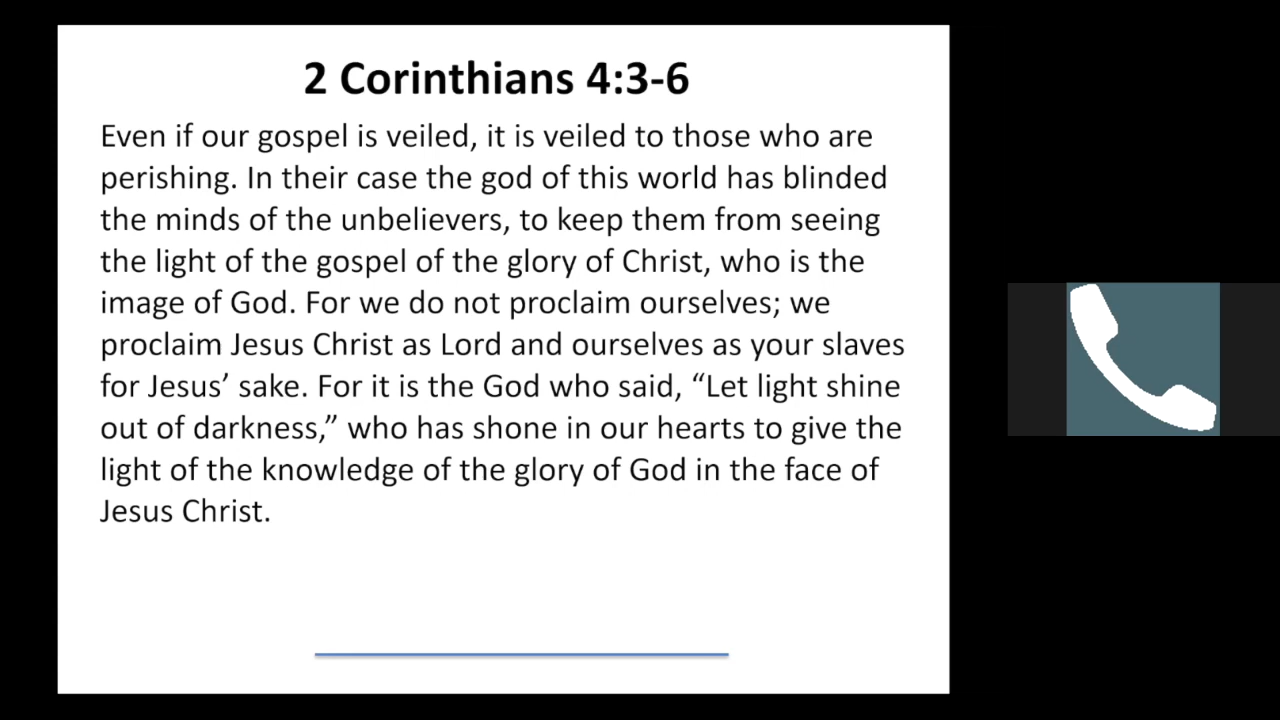 2 Corinthians 4:3-6
Even if our gospel is veiled, it is veiled to those who are
perishing. In their case the god of this world has blinded
the minds of the unbelievers, to keep them from seeing
the light of the gospel of the glory of Christ, who is the
image of God. For we do not proclaim ourselves; we
proclaim Jesus Christ as Lord and ourselves as your slaves
for Jesus’ sake. For it is the God who said, “Let light shine
out of darkness,” who has shone in our hearts to give the
light of the knowledge of the glory of God in the face of
Jesus Christ.